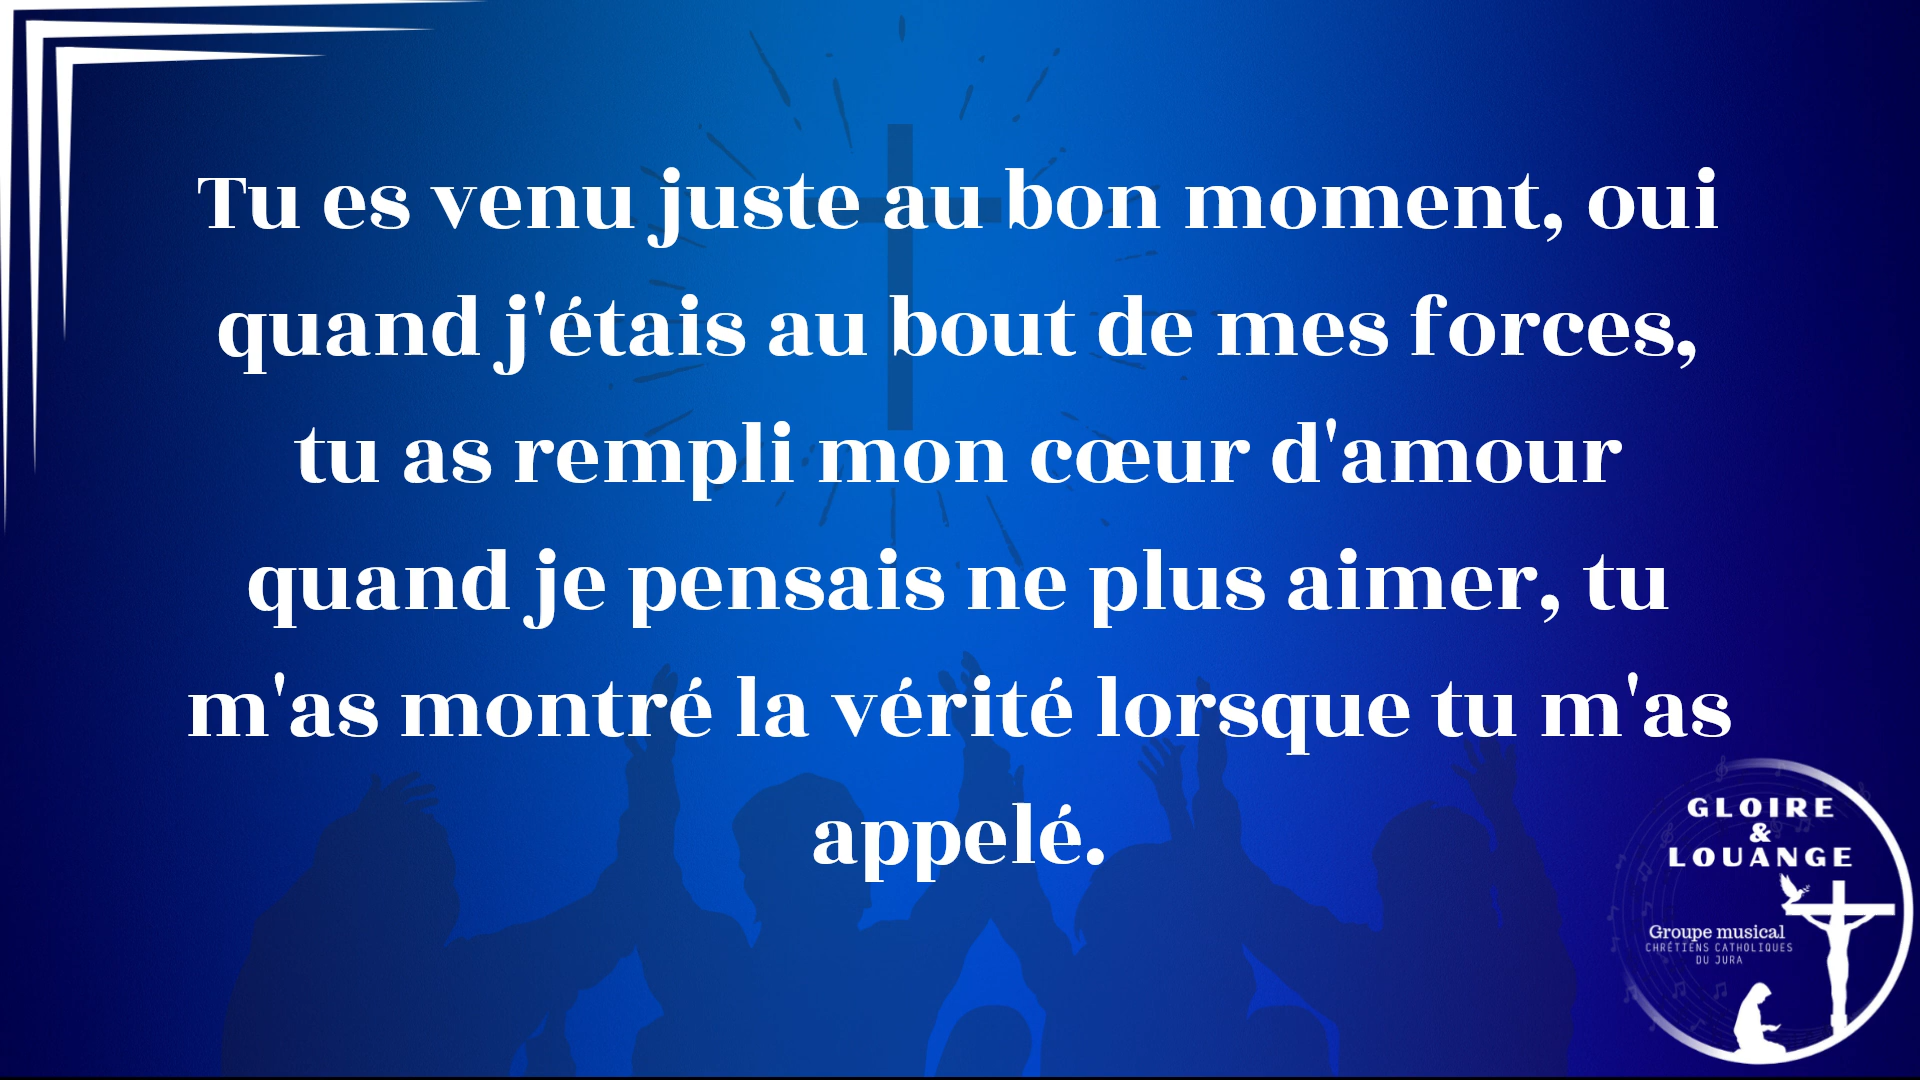 Tu es venu juste au bon moment, oui
quand j'étais au bout de mes forces,
tu as rempli mon cœur d'amour
quand je pensais ne plus aimer, tu
m'as montré la vérité lorsque tu m'as
appelé.
GLOIRE
&
LOUANGE
Groupe musical
CHRÉTIENS CATHOLIQUES
DU JURA